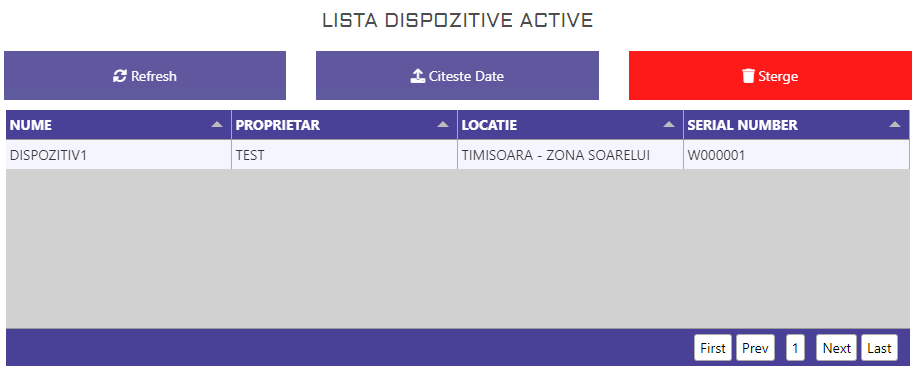 LISTA DISPOZITIVE ACTIVE
Refresh Citeste Date Sterge
NUME PROPRIETAR LOCATIE SERIAL NUMBER
DISPOZITIV1 TEST TIMISOARA - ZONA SOARELUI W000001
First Prev 1 Next Last